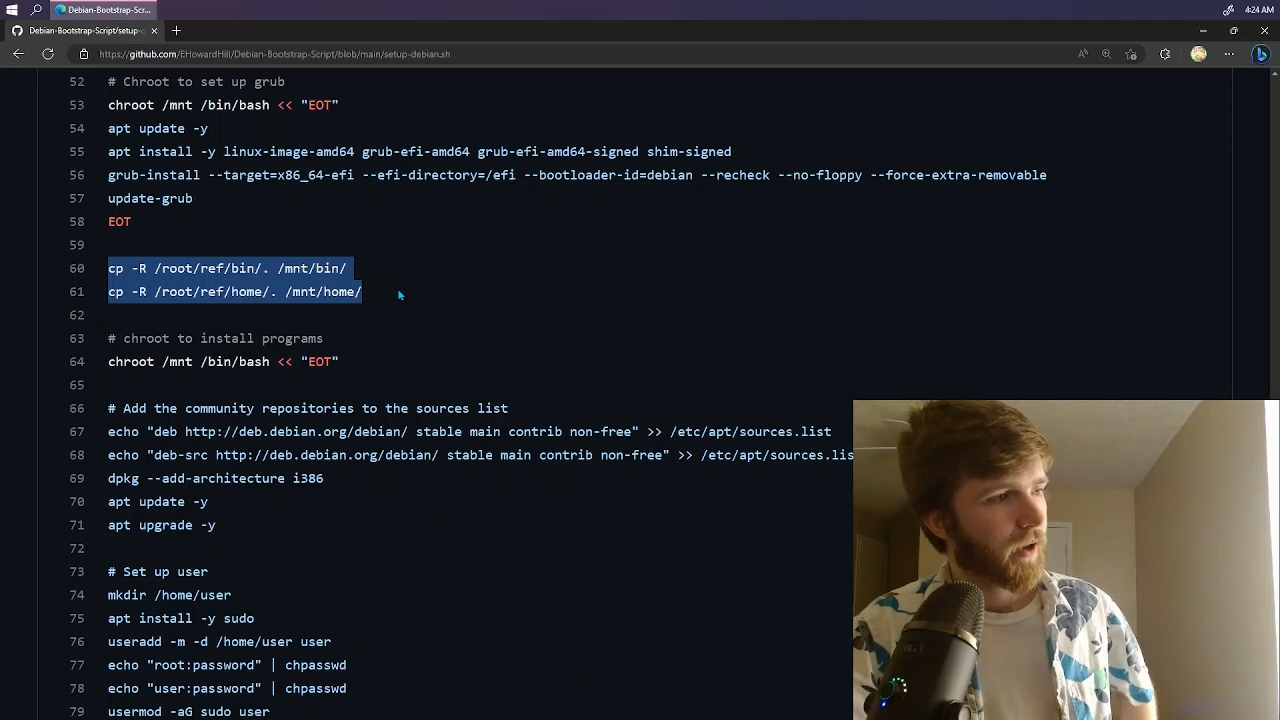 Debian-Bootstrap-Scr...
4:24 AM
Debian-Bootstrap-Script/setup-
https://github.com/EHowardHill/Debian-Bootstrap-Script/blob/main/setup-debian.sh
52 # Chroot to set up grub
53 chroot /mnt /bin/bash << "EOT"
54 apt update -y
55 apt install -y linux-image-amd64 grub-efi-amd64 grub-efi-amd64-signed shim-signed
56 grub-install --target=x86_64-efi --efi-directory=/efi --bootloader-id=debian --recheck --no-floppy --force-extra-removable
57 update-grub
58 EOT
59
60 cp -R /root/ref/bin/. /mnt/bin/
61 cp -R /root/ref/home/. /mnt/home/
62
63 # chroot to install programs
64 chroot /mnt /bin/bash << "EOT"
65
66 # Add the community repositories to the sources list
67 echo "deb http://deb.debian.org/debian/ stable main contrib non-free" >> /etc/apt/sources.list
68 echo "deb-src http://deb.debian.org/debian/ stable main contrib non-free" >> /etc/apt/sources.lis
69 dpkg --add-architecture i386
70 apt update -y
71 apt upgrade -y
72
73 # Set up user
74 mkdir /home/user
75 apt install -y sudo
76 useradd -m -d /home/user user
77 echo "root:password" | chpasswd
78 echo "user:password" | chpasswd
79 usermod -aG sudo user